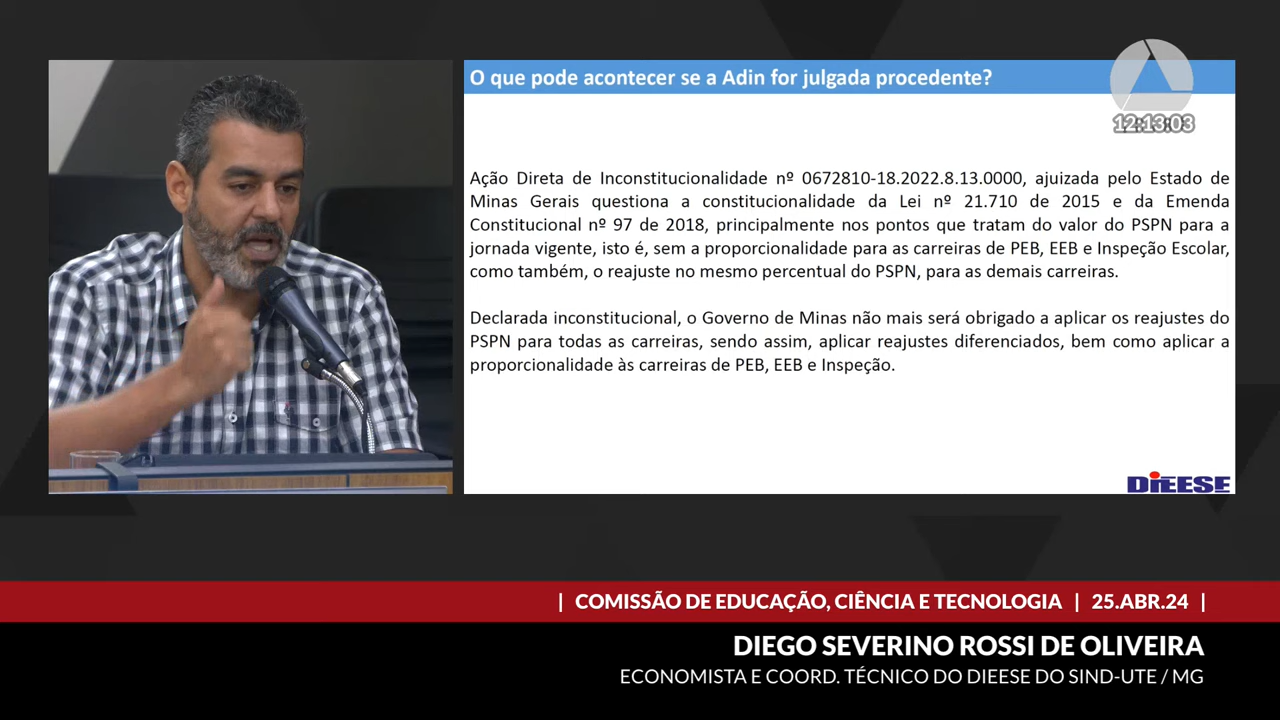 O que pode acontecer se a Adin for julgada procedente?
12:13:03
Ação Direta de Inconstitucionalidade nº 0672810-18.2022.8.13.0000, ajuizada pelo Estado de
Minas Gerais questiona a constitucionalidade da Lei nº 21.710 de 2015 e da Emenda
Constitucional nº 97 de 2018, principalmente nos pontos que tratam do valor do PSPN para a
jornada vigente, isto é, sem a proporcionalidade para as carreiras de PEB, EEB e Inspeção Escolar,
como também, o reajuste no mesmo percentual do PSPN, para as demais carreiras.
Declarada inconstitucional, o Governo de Minas não mais será obrigado a aplicar os reajustes do
PSPN para todas as carreiras, sendo assim, aplicar reajustes diferenciados, bem como aplicar a
proporcionalidade às carreiras de PEB, EEB e Inspeção.
DIEESE
| COMISSÃO DE EDUCAÇÃO, CIÊNCIA E TECNOLOGIA | 25.ABR.24 |
DIEGO SEVERINO ROSSI DE OLIVEIRA
ECONOMISTA E COORD. TÉCNICO DO DIEESE DO SIND-UTE / MG